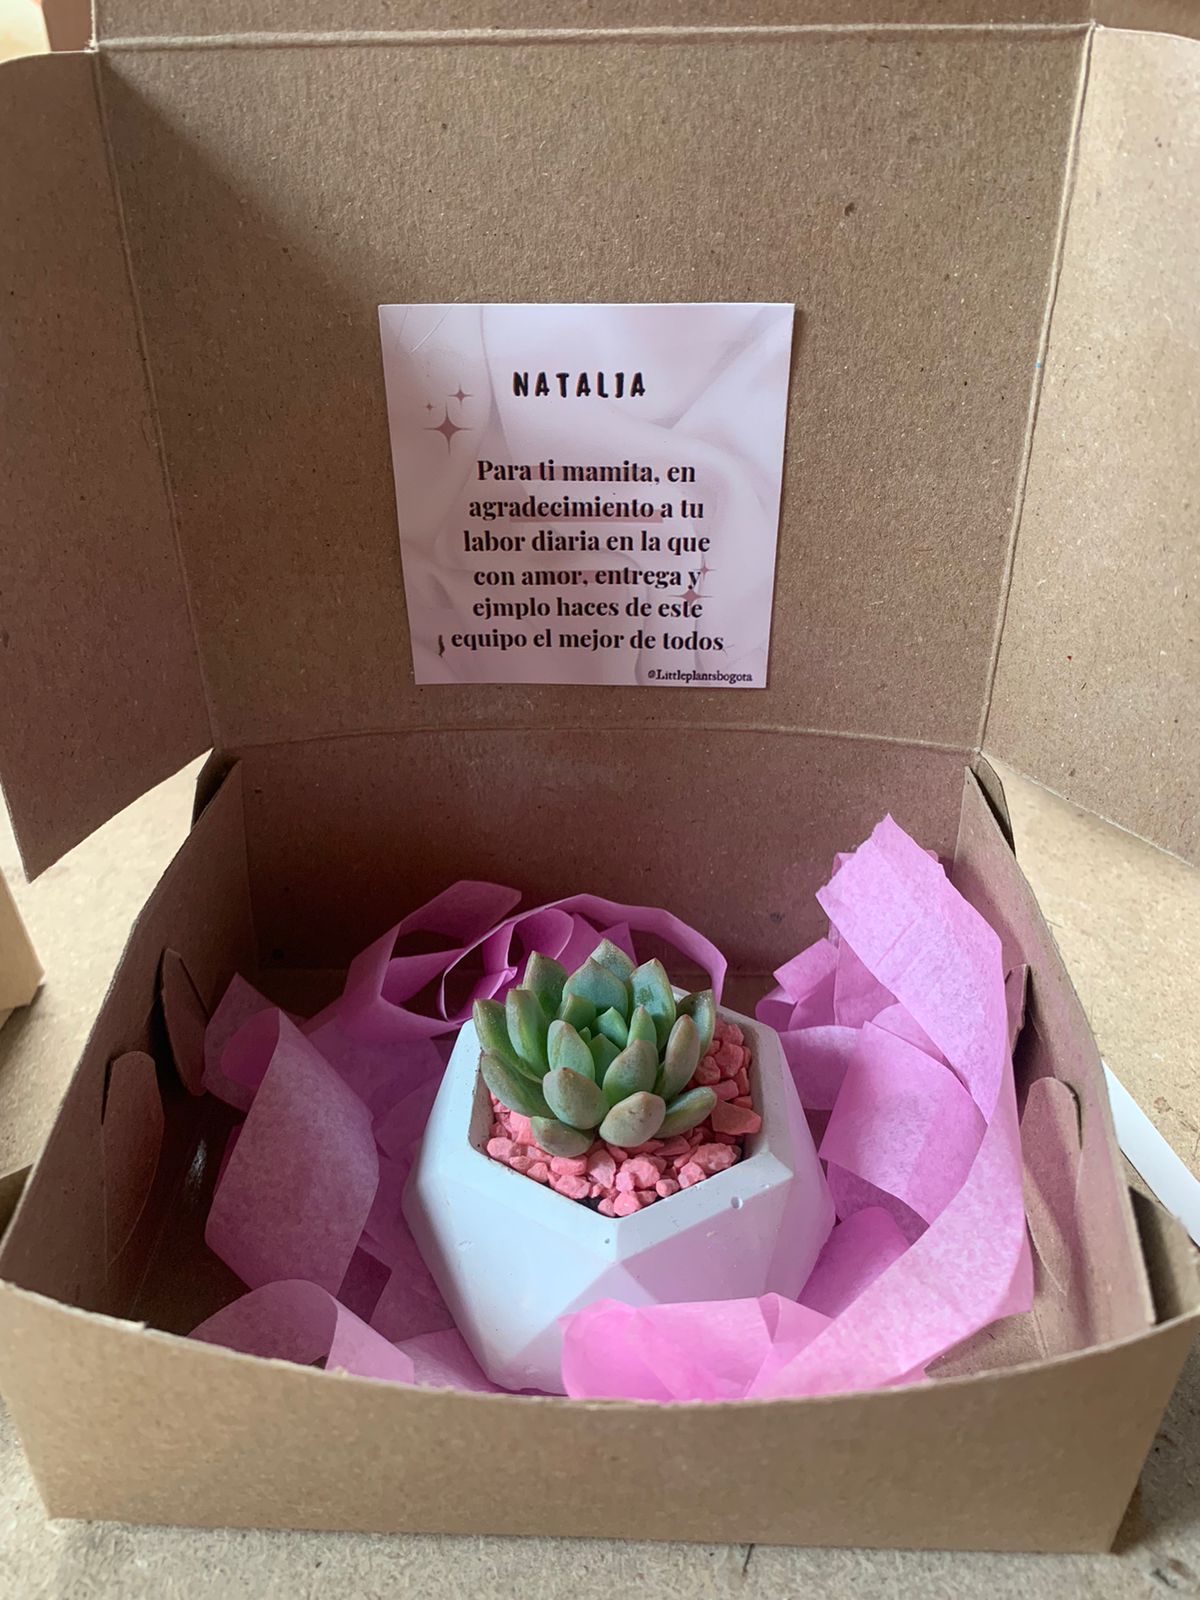 NATALIA
Para ti mamita, en
agradecimiento a tu
labor diaria en la que
con amor, entrega y
ejmplo haces de este
equipo el mejor de todos
@Littleplantsbogota